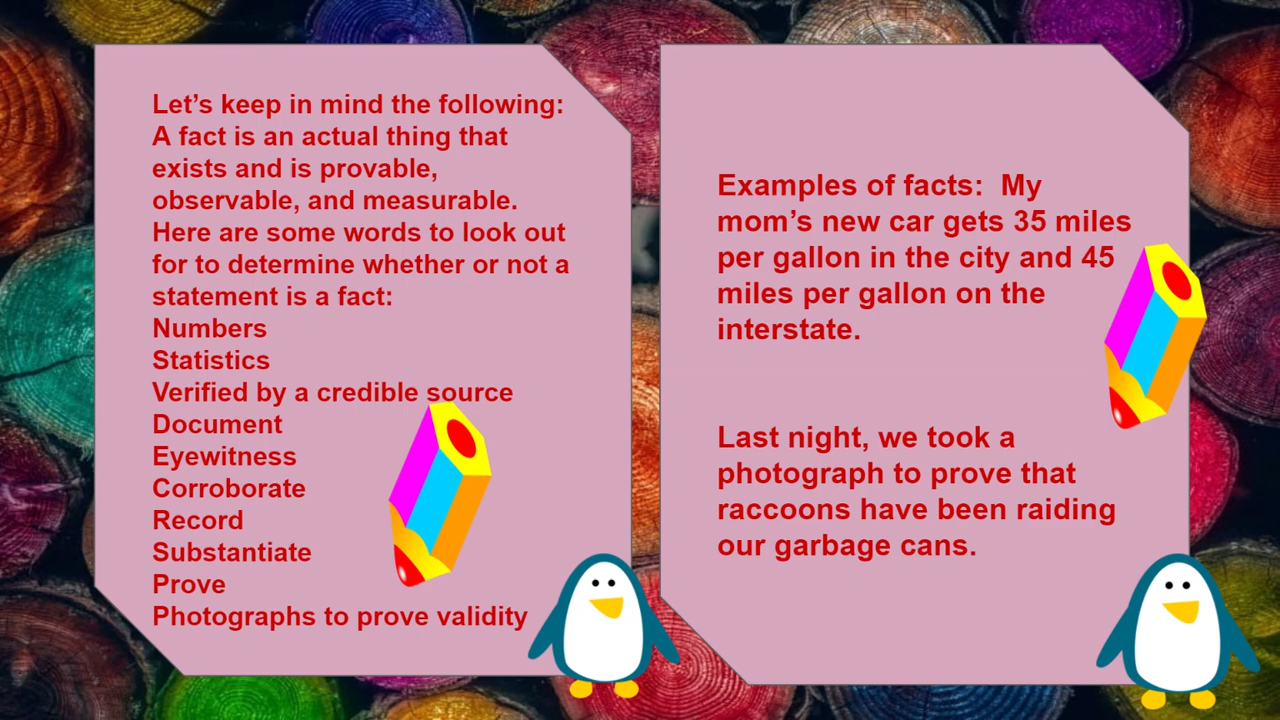 Let’s keep in mind the following:
A fact is an actual thing that
exists and is provable,
observable, and measurable.
Here are some words to look out
for to determine whether or not a
statement is a fact:
Numbers
Statistics
Verified by a credible source
Document
Eyewitness
Corroborate
Record
Substantiate
Prove
Photographs to prove validity
Examples of facts:  My
mom’s new car gets 35 miles
per gallon in the city and 45
miles per gallon on the
interstate.
Last night, we took a
photograph to prove that
raccoons have been raiding
our garbage cans.